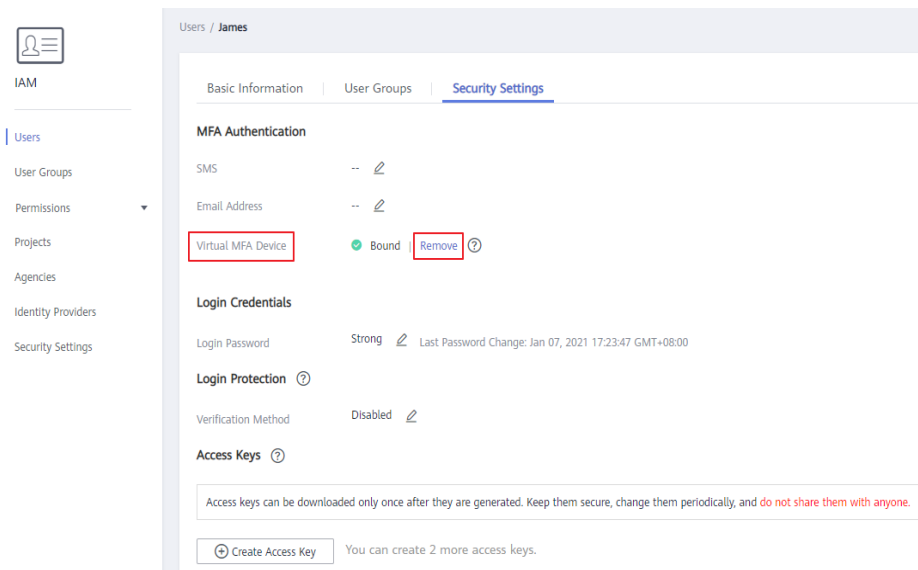 IAM
Users
User Groups
Permissions
Projects
Agencies
Identity Providers
Security Settings
Users / James
Basic Information | User Groups | Security Settings
MFA Authentication
SMS --
Email Address --
Virtual MFA Device Bound | Remove ?
Login Credentials
Login Password Strong Last Password Change: Jan 07, 2021 17:23:47 GMT+08:00
Login Protection ?
Verification Method Disabled
Access Keys ?
Access keys can be downloaded only once after they are generated. Keep them secure, change them periodically, and do not share them with anyone.
Create Access Key You can create 2 more access keys.